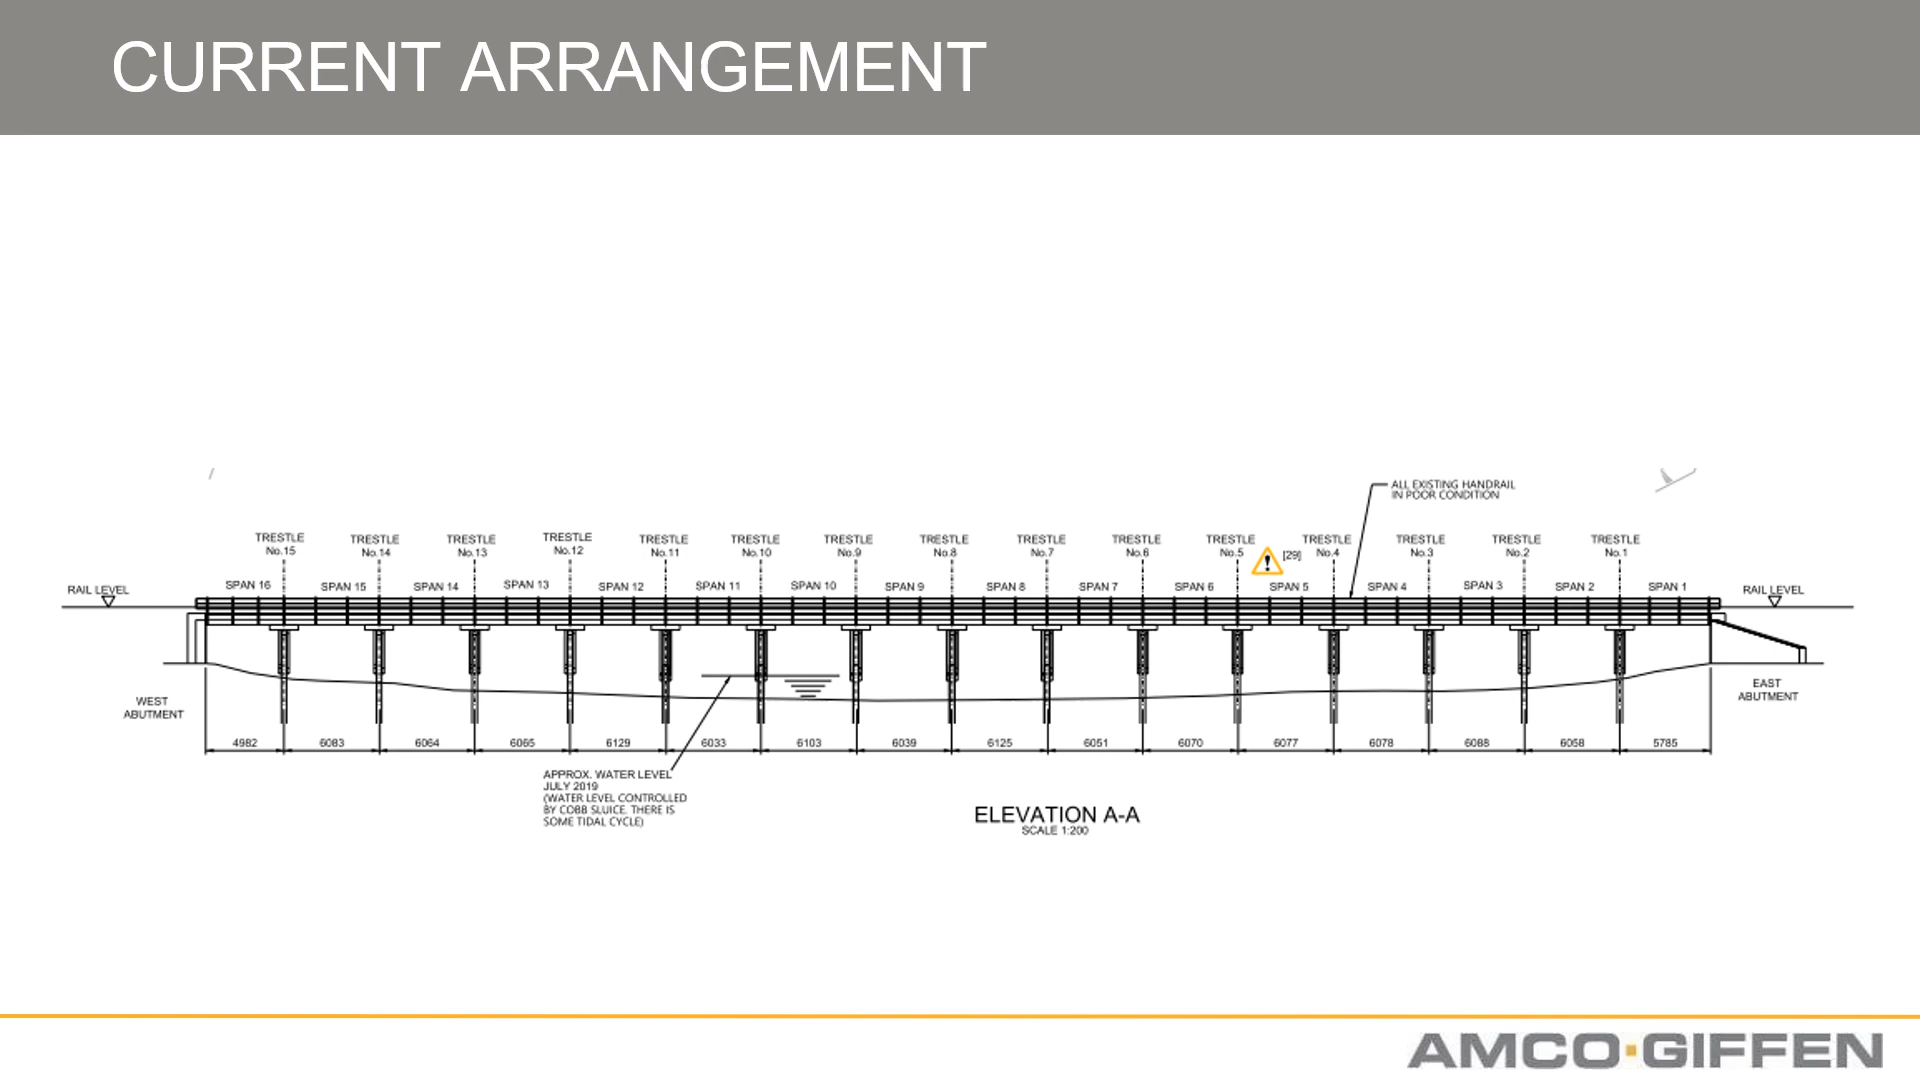 CURRENT ARRANGEMENT
ALL EXISTING HANDRAIL
IN POOR CONDITION
TRESTLE
No.15
TRESTLE
No.14
TRESTLE
No.13
TRESTLE
No.12
TRESTLE
No.11
TRESTLE
No.10
TRESTLE
No.9
TRESTLE
No.8
TRESTLE
No.7
TRESTLE
No.6
TRESTLE
No.5
[29]
TRESTLE
No.4
TRESTLE
No.3
TRESTLE
No.2
TRESTLE
No.1
RAIL LEVEL
SPAN 16
SPAN 15
SPAN 14
SPAN 13
SPAN 12
SPAN 11
SPAN 10
SPAN 9
SPAN 8
SPAN 7
SPAN 6
SPAN 5
SPAN 4
SPAN 3
SPAN 2
SPAN 1
RAIL LEVEL
WEST
ABUTMENT
EAST
ABUTMENT
4982
6083
6064
6065
6129
6033
6103
6039
6125
6051
6070
6077
6078
6088
6058
5785
APPROX. WATER LEVEL
JULY 2019
(WATER LEVEL CONTROLLED
BY COBB SLUICE. THERE IS
SOME TIDAL CYCLE)
ELEVATION A-A
SCALE 1:200
AMCO·GIFFEN